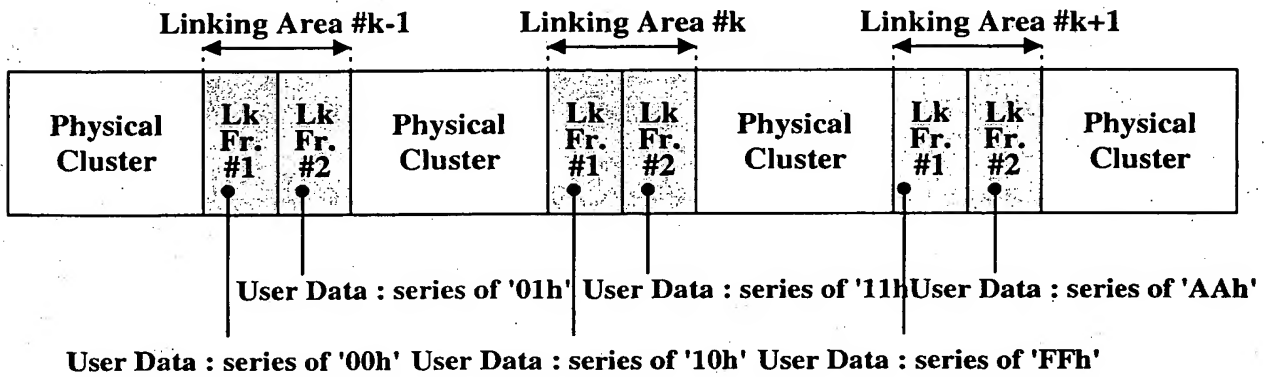 Linking Area #k-1 Linking Area #k Linking Area #k+1
Physical Cluster
Lk Fr. #1
Lk Fr. #2
Physical Cluster
Lk Fr. #1
Lk Fr. #2
Physical Cluster
Lk Fr. #1
Lk Fr. #2
Physical Cluster
User Data : series of '01h' User Data : series of '11h User Data : series of 'AAh'
User Data : series of '00h' User Data : series of '10h' User Data : series of 'FFh'